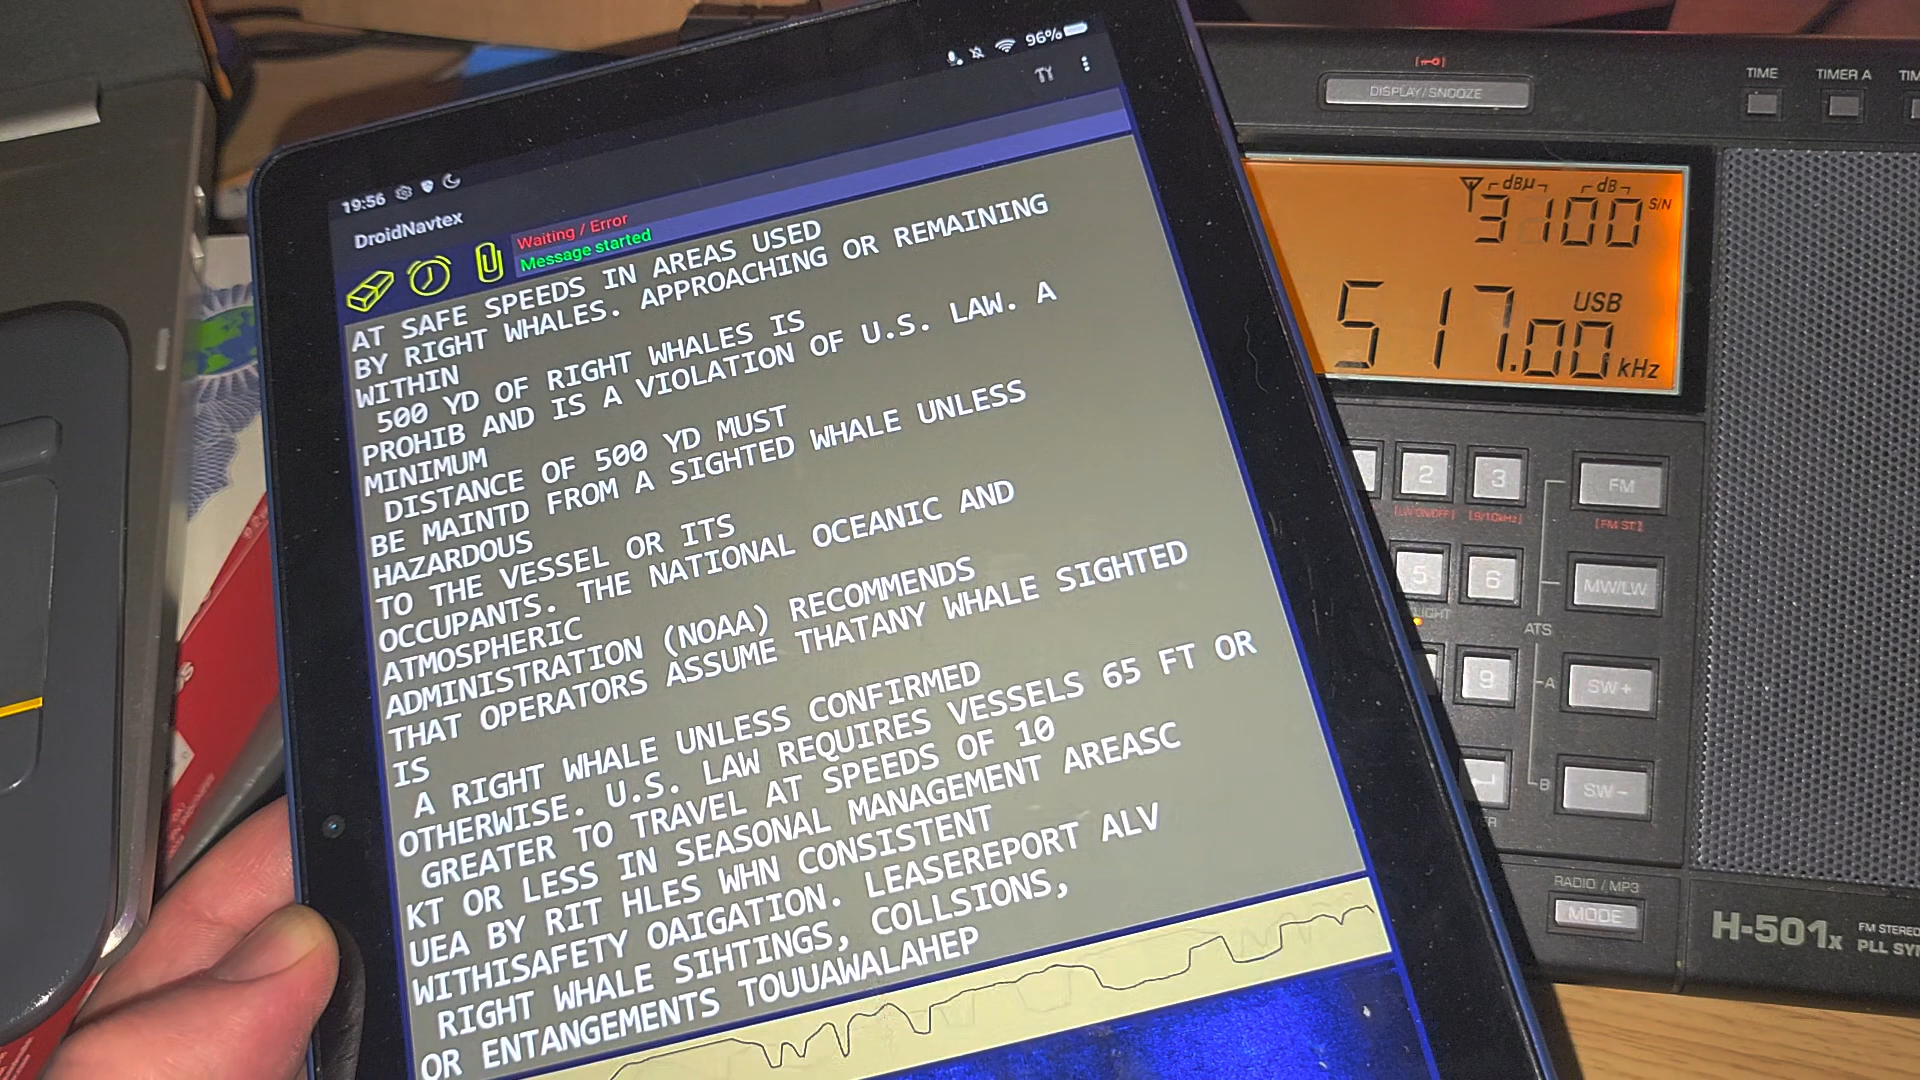 19:56
96%
DroidNavtex
Waiting / Error
Message started
AT SAFE SPEEDS IN AREAS USED
BY RIGHT WHALES. APPROACHING OR REMAINING
WITHIN
500 YD OF RIGHT WHALES IS
PROHIB AND IS A VIOLATION OF U.S. LAW. A
MINIMUM
DISTANCE OF 500 YD MUST
BE MAINTD FROM A SIGHTED WHALE UNLESS
HAZARDOUS
TO THE VESSEL OR ITS
OCCUPANTS. THE NATIONAL OCEANIC AND
ATMOSPHERIC
ADMINISTRATION (NOAA) RECOMMENDS
THAT OPERATORS ASSUME THATANY WHALE SIGHTED
IS
A RIGHT WHALE UNLESS CONFIRMED
OTHERWISE. U.S. LAW REQUIRES VESSELS 65 FT OR
GREATER TO TRAVEL AT SPEEDS OF 10
KT OR LESS IN SEASONAL MANAGEMENT AREASC
UEA BY RIT HLES WHN CONSISTENT
WITHISAFETY OAIGATION. LEASEREPORT ALV
RIGHT WHALE SIHTINGS, COLLSIONS,
OR ENTANGEMENTS TOUUAWALAHEP
DISPLAY/SNOOZE
TIME
TIMER A
dBµ
dB
S/N
3100
USB
517.00 kHz
2
3
FM
[LW ON/OFF]
[9/10kHz]
[FM ST.]
5
6
MW/LW
ATS
9
A
SW+
B
SW-
RADIO / MP3
MODE
H-501x
FM STEREO